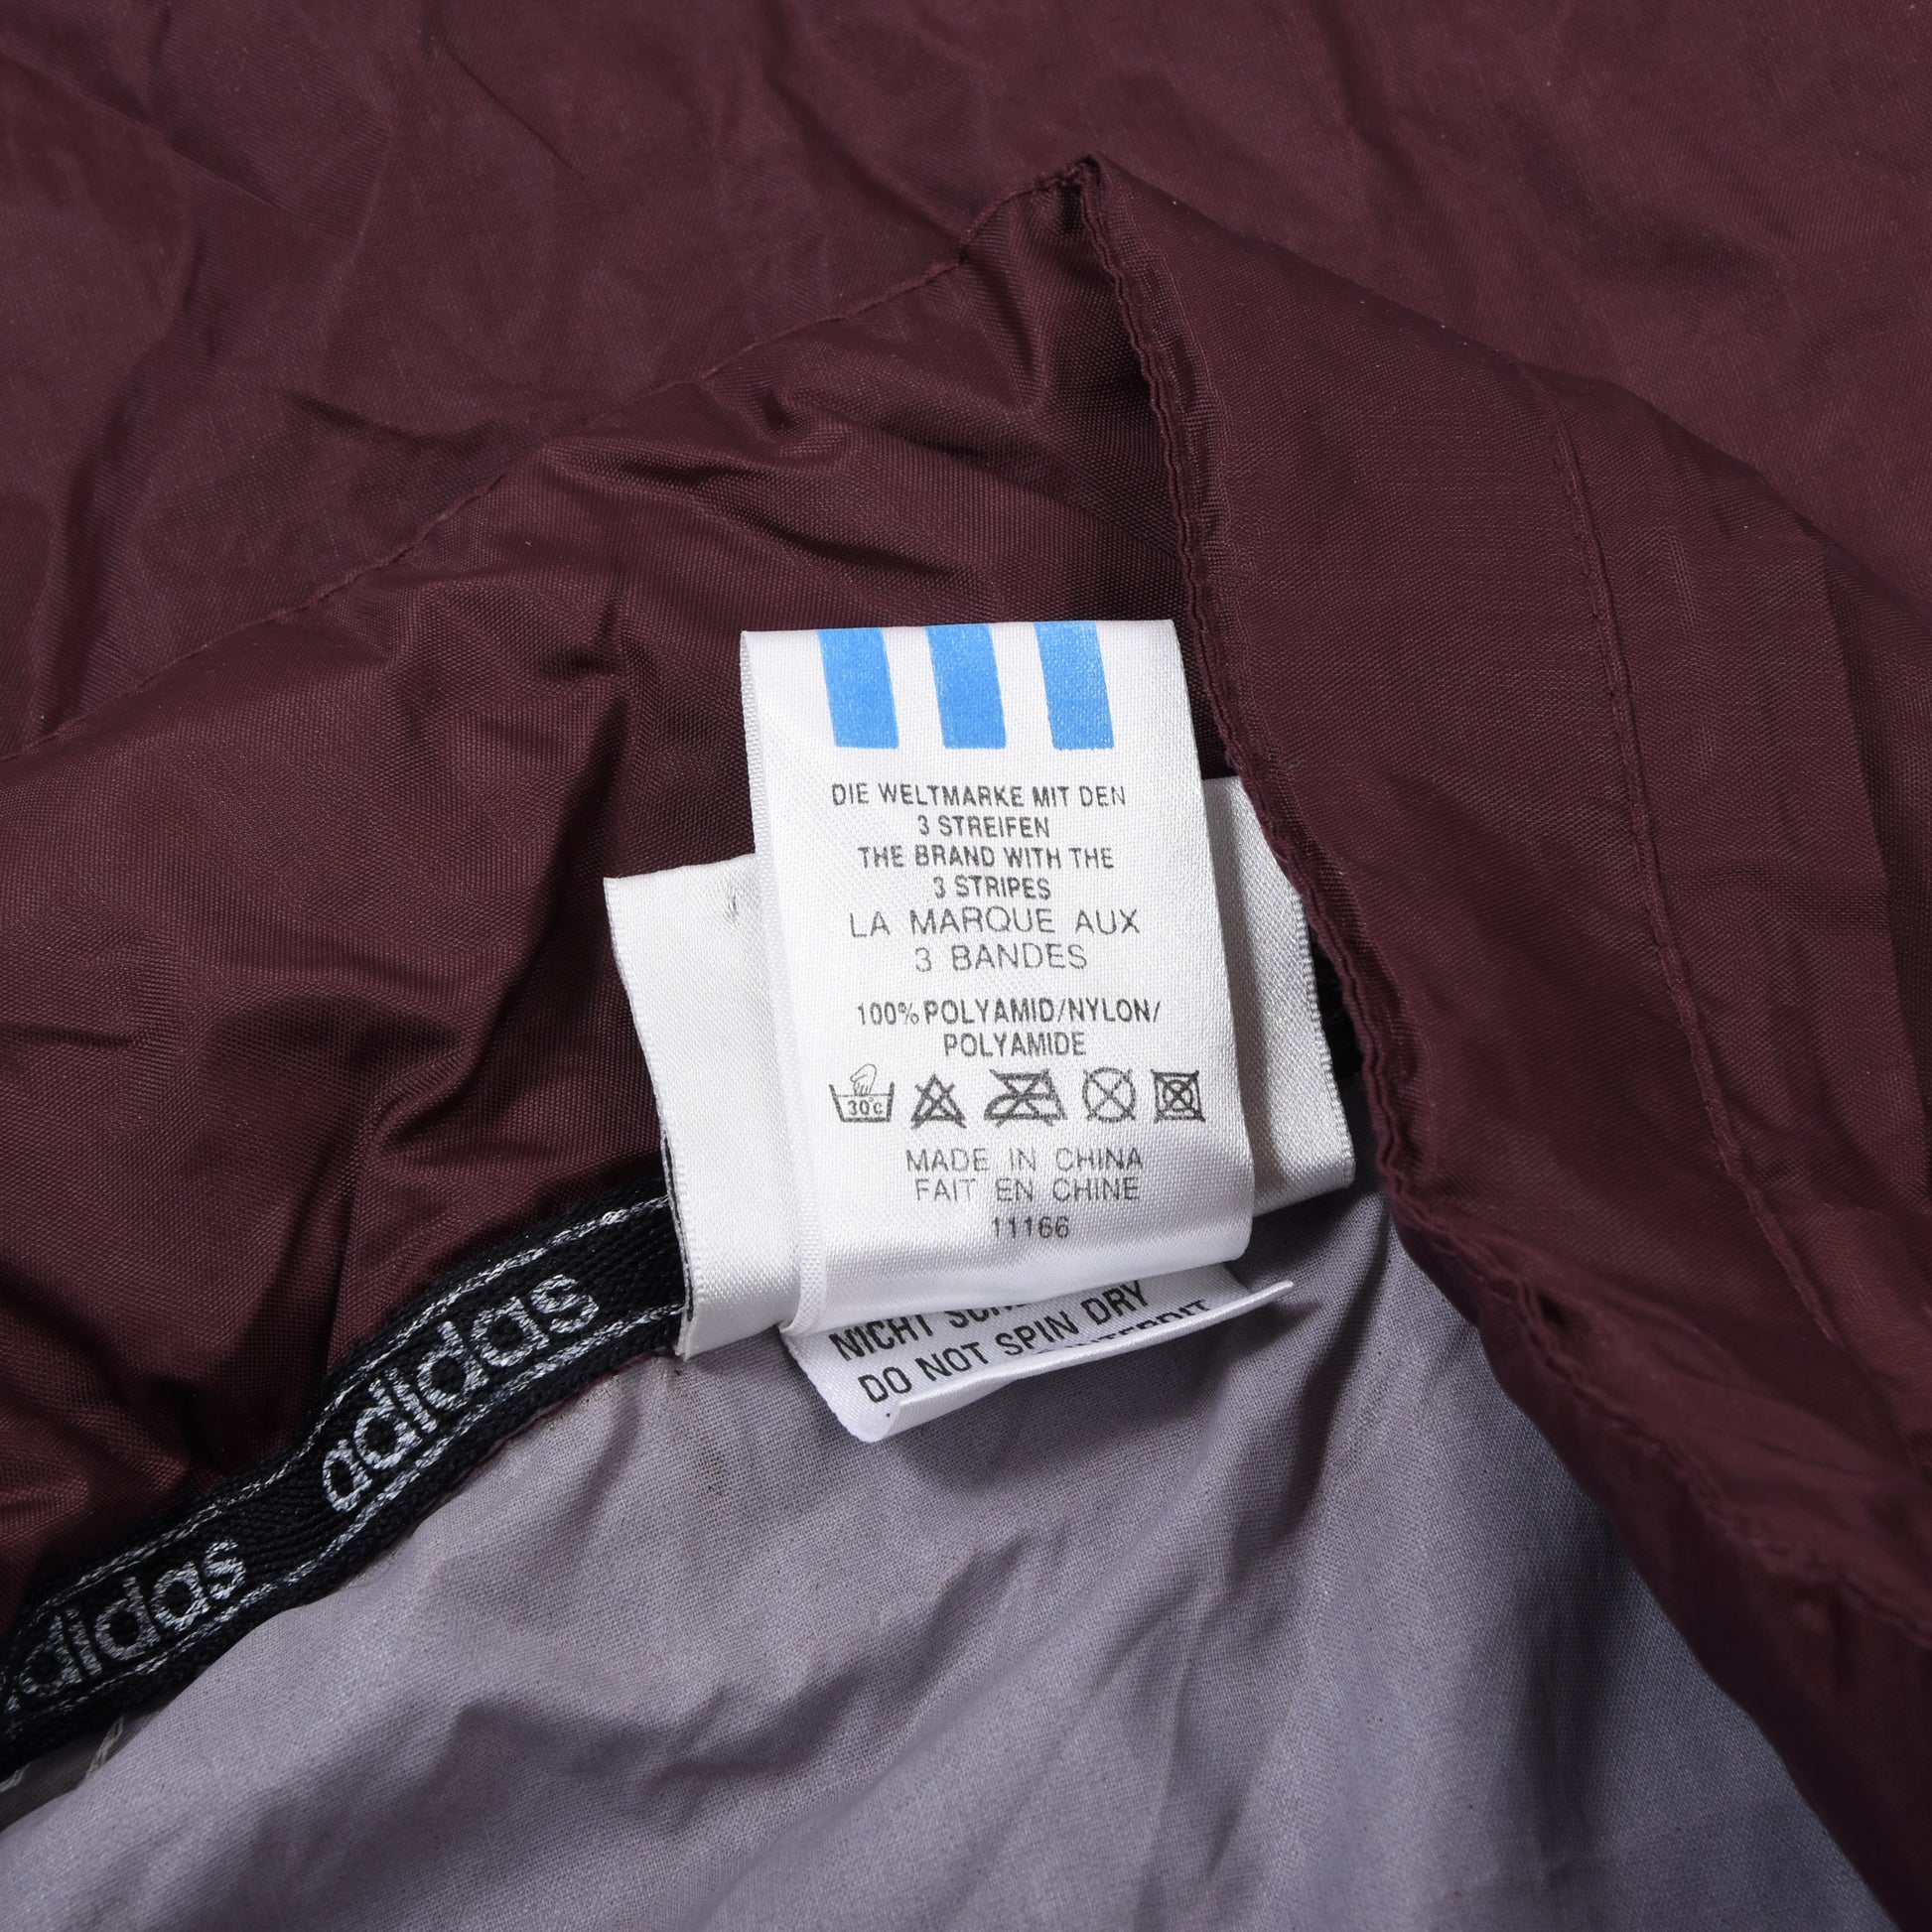 DIE WELTMARKE MIT DEN
3 STREIFEN
THE BRAND WITH THE
3 STRIPES
LA MARQUE AUX
3 BANDES
100% POLYAMID/NYLON/
POLYAMIDE
30°c
MADE IN CHINA
FAIT EN CHINE
11166
NICHT
DO NOT SPIN DRY
adidas
adidas